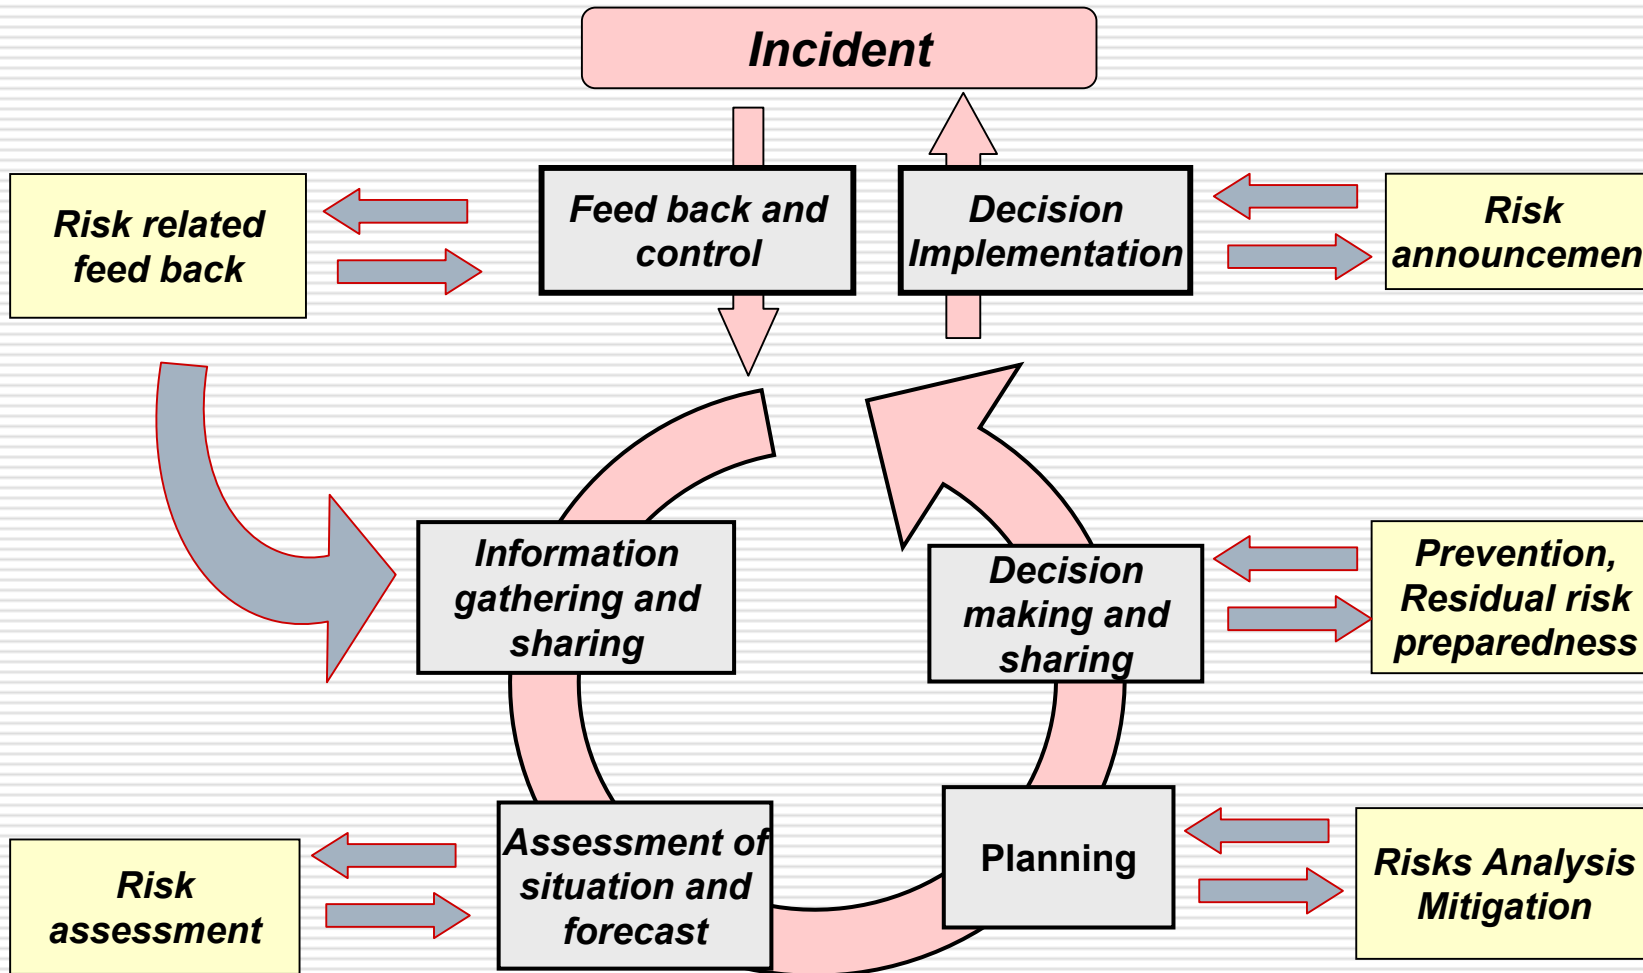 Incident
Risk related
feed back
Feed back and
control
Decision
Implementation
Risk
announcemen
Information
gathering and
sharing
Decision
making and
sharing
Prevention,
Residual risk
preparedness
Risk
assessment
Assessment of
situation and
forecast
Planning
Risks Analysis
Mitigation